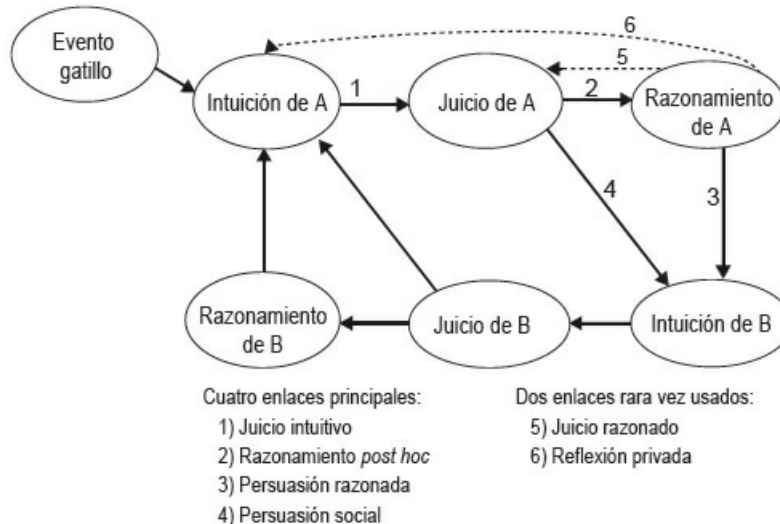 6
Evento
gatillo
5
Intuición de A
1
Juicio de A
2
Razonamiento
de A
4
3
Razonamiento
de B
Juicio de B
Intuición de B
Cuatro enlaces principales:
1) Juicio intuitivo
2) Razonamiento post hoc
3) Persuasión razonada
4) Persuasión social
Dos enlaces rara vez usados:
5) Juicio razonado
6) Reflexión privada